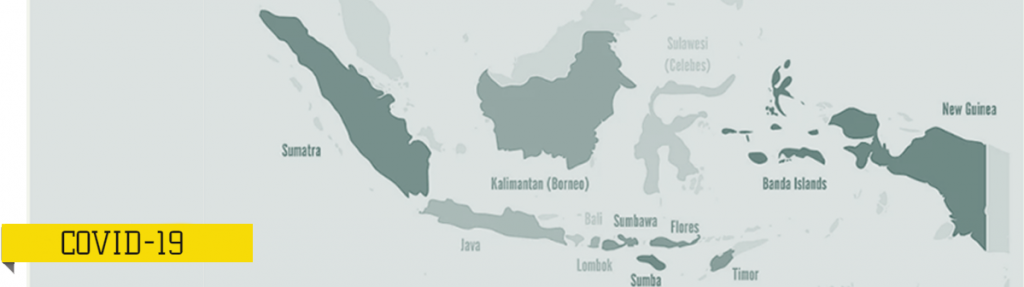 Sulawesi
(Celebes)
New Guinea
Sumatra
Kalimantan (Borneo)
Banda Islands
Bali
Sumbawa
Flores
COVID-19
Java
Lombok
Sumba
Timor